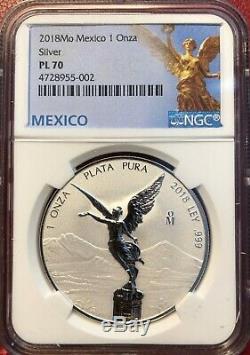 2018Mo Mexico 1 Onza
Silver
PL 70
4728955-002
NGC
MEXICO
1 ONZA PLATA PURA 2018 LEY .999
Mo
ebay